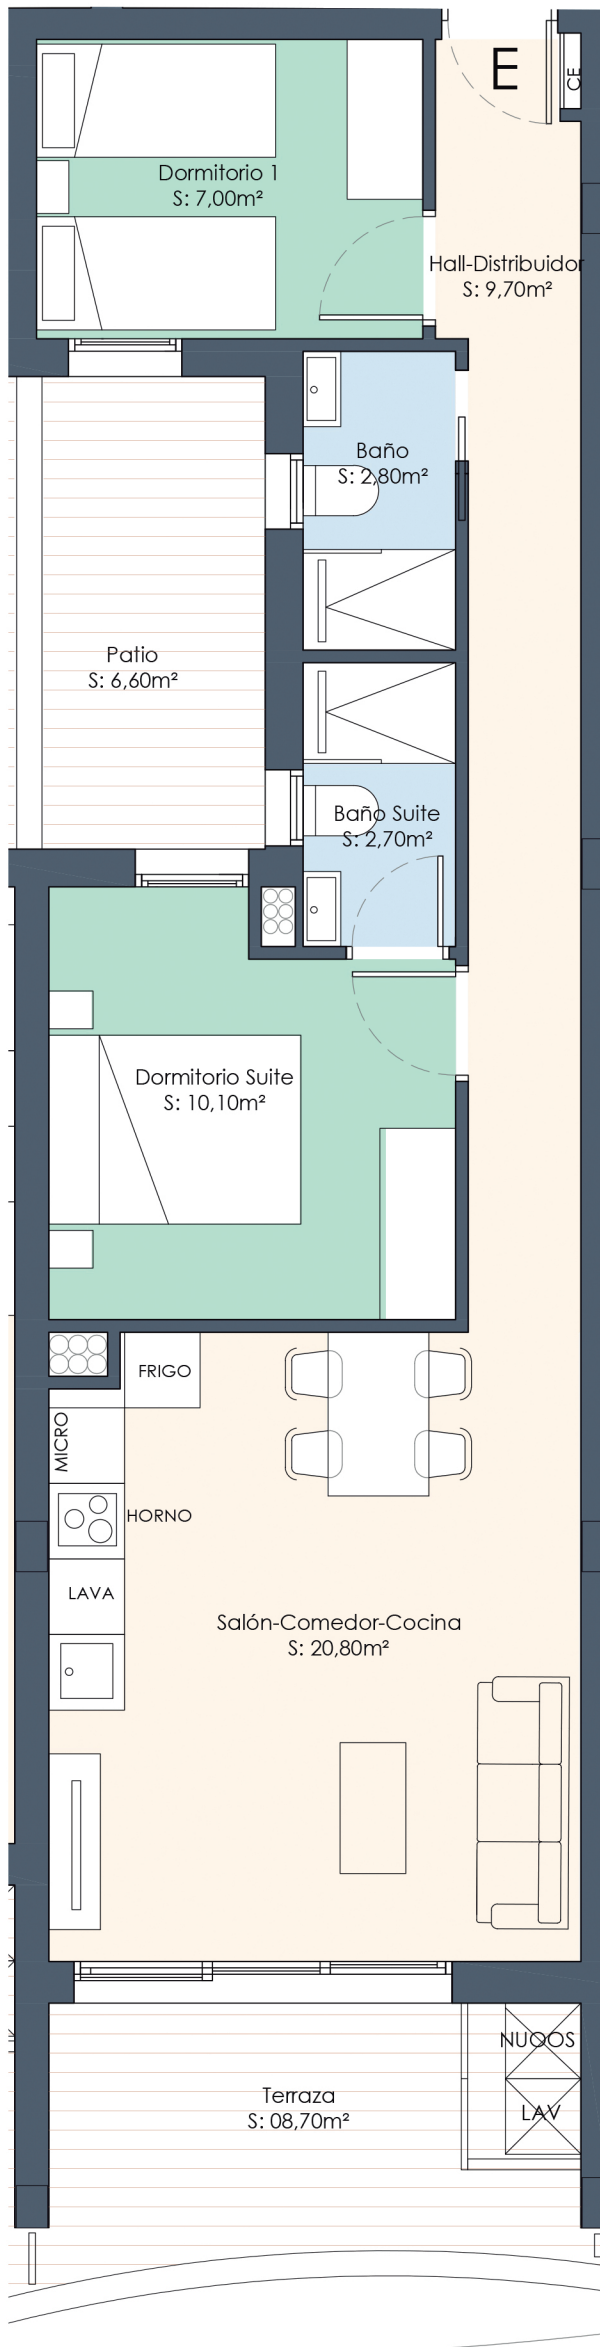 E
CE
Dormitorio 1
S: 7,00m²
Hall-Distribuidor
S: 9,70m²
Baño
S: 2,80m²
Patio
S: 6,60m²
Baño Suite
S: 2,70m²
Dormitorio Suite
S: 10,10m²
FRIGO
MICRO
HORNO
LAVA
Salón-Comedor-Cocina
S: 20,80m²
NUOOS
Terraza
S: 08,70m²
LAV